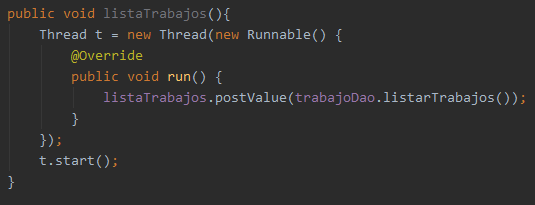 public void listaTrabajos(){
    Thread t = new Thread(new Runnable() {
        @Override
        public void run() {
            listaTrabajos.postValue(trabajoDao.listarTrabajos());
        }
    });
    t.start();
}